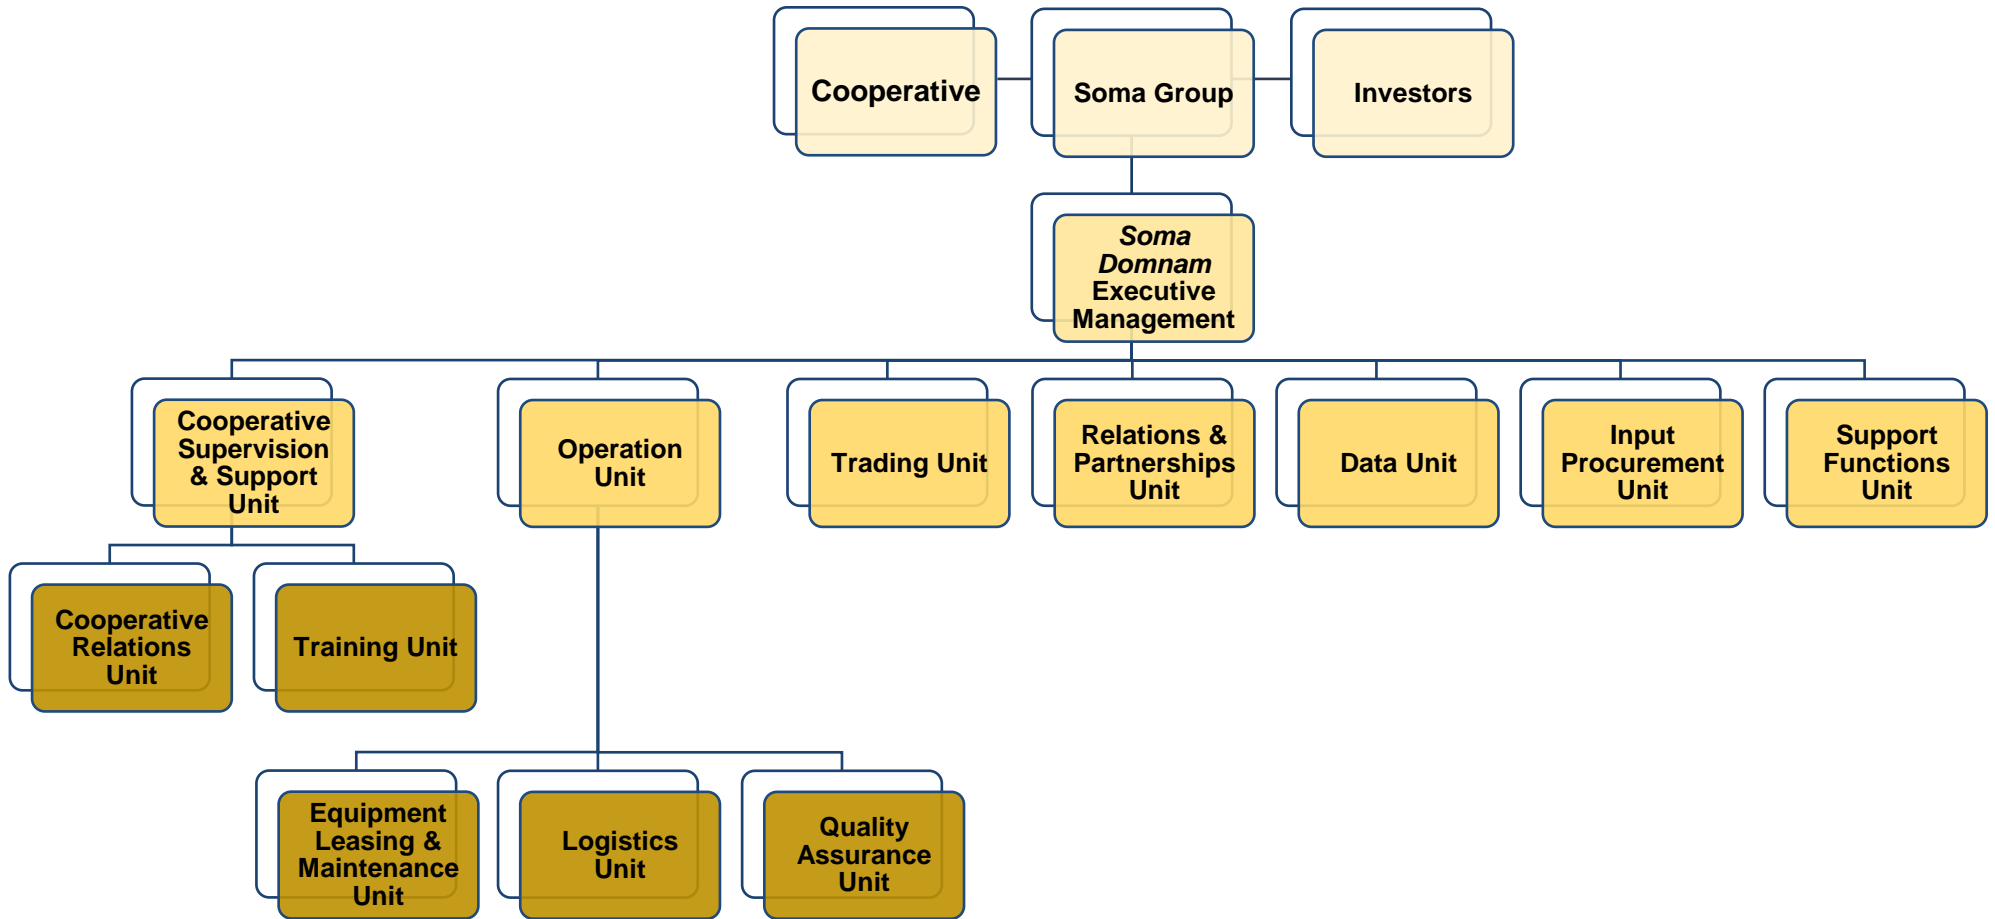 Cooperative
Soma Group
Investors
Soma
Domnam
Executive
Management
Cooperative
Supervision
& Support
Unit
Operation
Unit
Trading Unit
Relations &
Partnerships
Unit
Data Unit
Input
Procurement
Unit
Support
Functions
Unit
Cooperative
Relations
Unit
Training Unit
Equipment
Leasing &
Maintenance
Unit
Logistics
Unit
Quality
Assurance
Unit